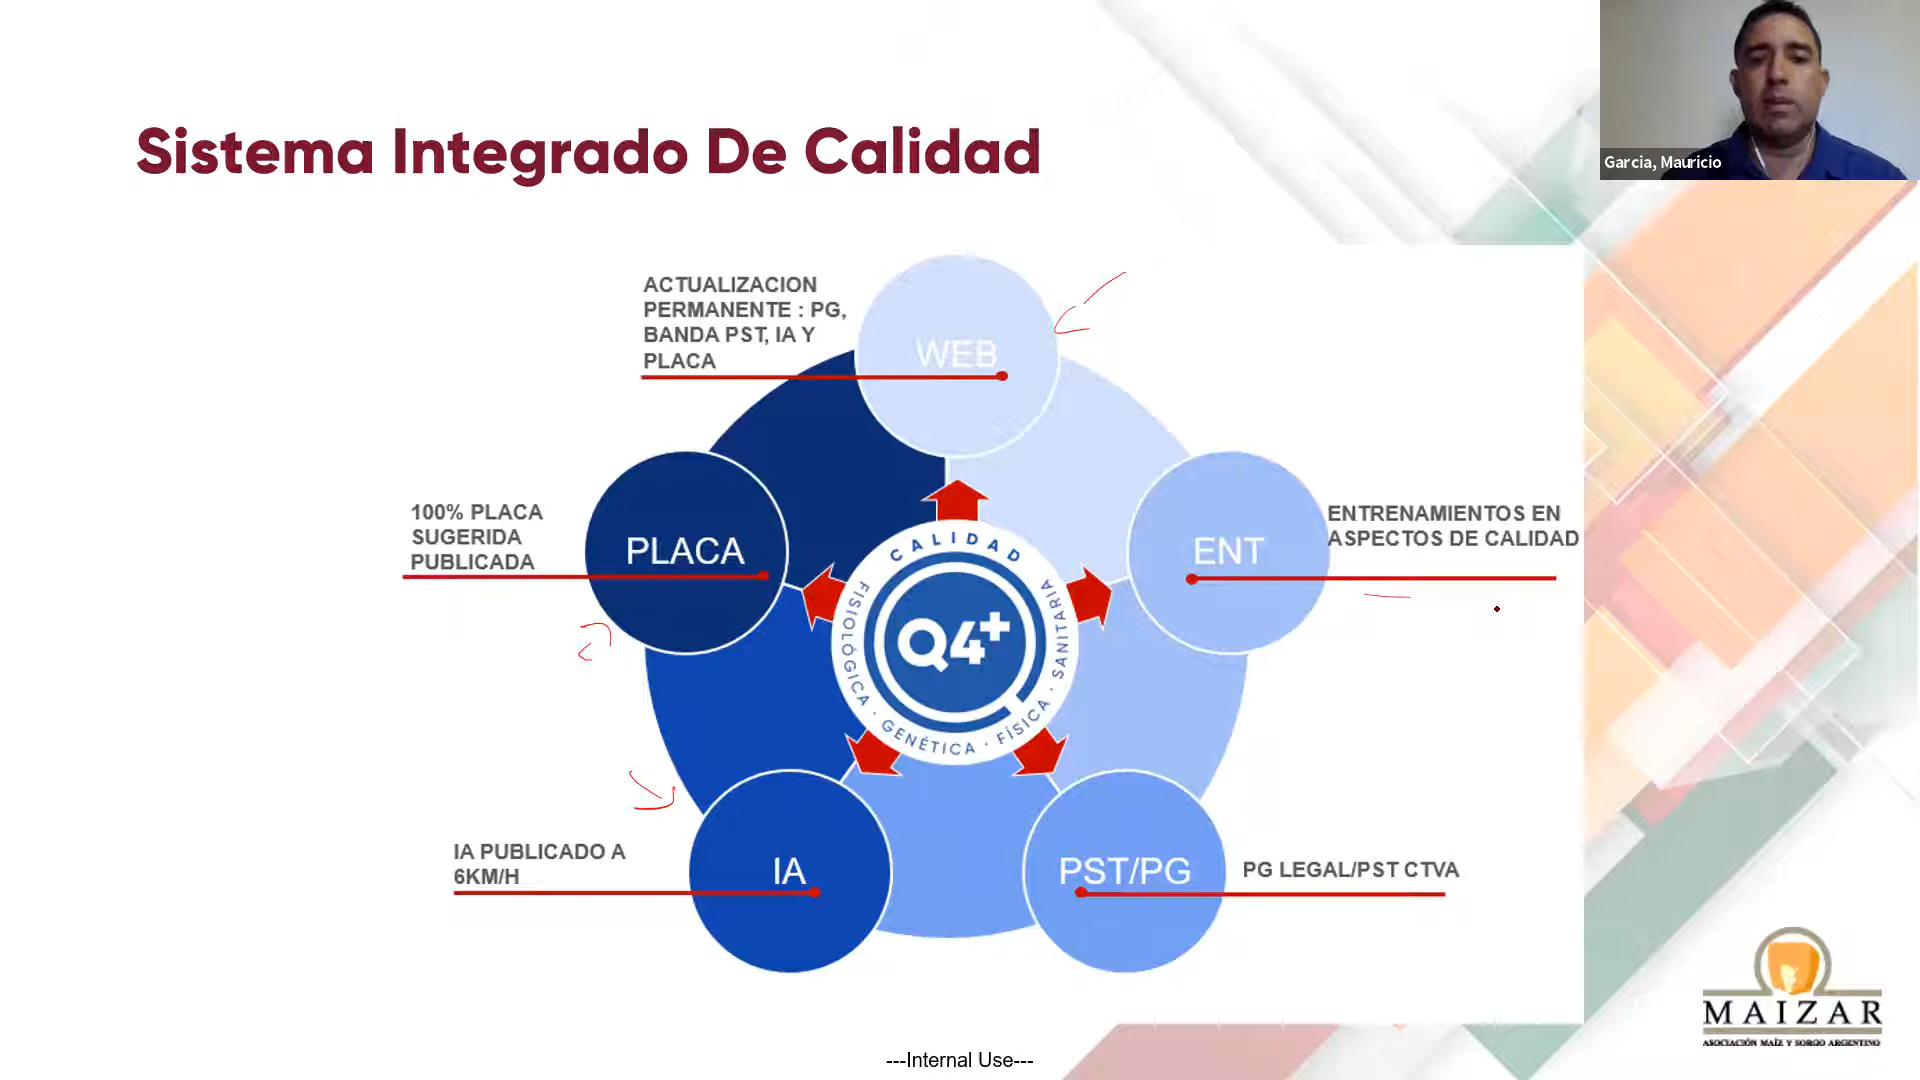 Garcia, Mauricio
Sistema Integrado De Calidad
ACTUALIZACION
PERMANENTE : PG,
BANDA PST, IA Y
PLACA
WEB
100% PLACA
SUGERIDA
PUBLICADA
PLACA
ENT
ENTRENAMIENTOS EN
ASPECTOS DE CALIDAD
CALIDAD
FISIOLÓGICA · GENÉTICA · FÍSICA · SANITARIA
Q4+
IA PUBLICADO A
6KM/H
IA
PST/PG
PG LEGAL/PST CTVA
MAIZAR
ASOCIACIÓN MAÍZ Y SORGO ARGENTINO
---Internal Use---